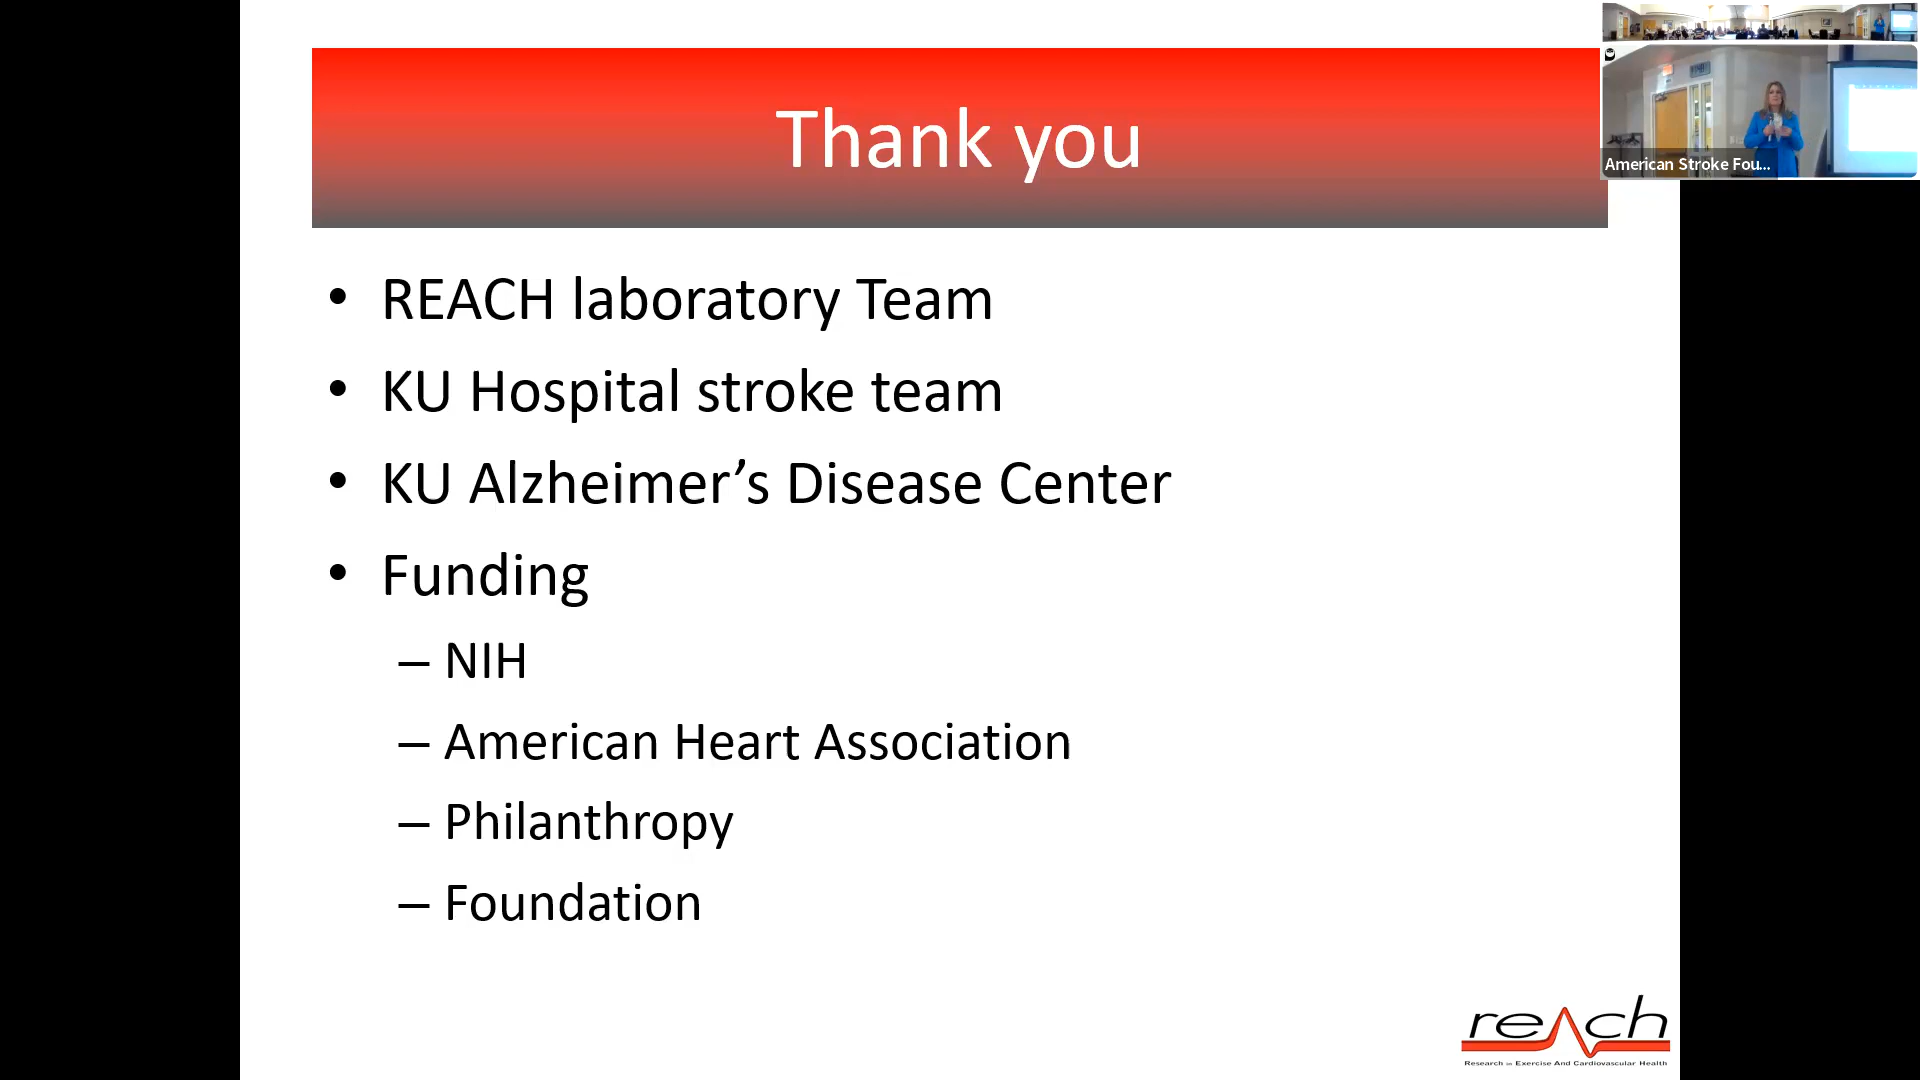 Thank you
American Stroke Fou...
• REACH laboratory Team
• KU Hospital stroke team
• KU Alzheimer’s Disease Center
• Funding
– NIH
– American Heart Association
– Philanthropy
– Foundation
reach
Research in Exercise And Cardiovascular Health